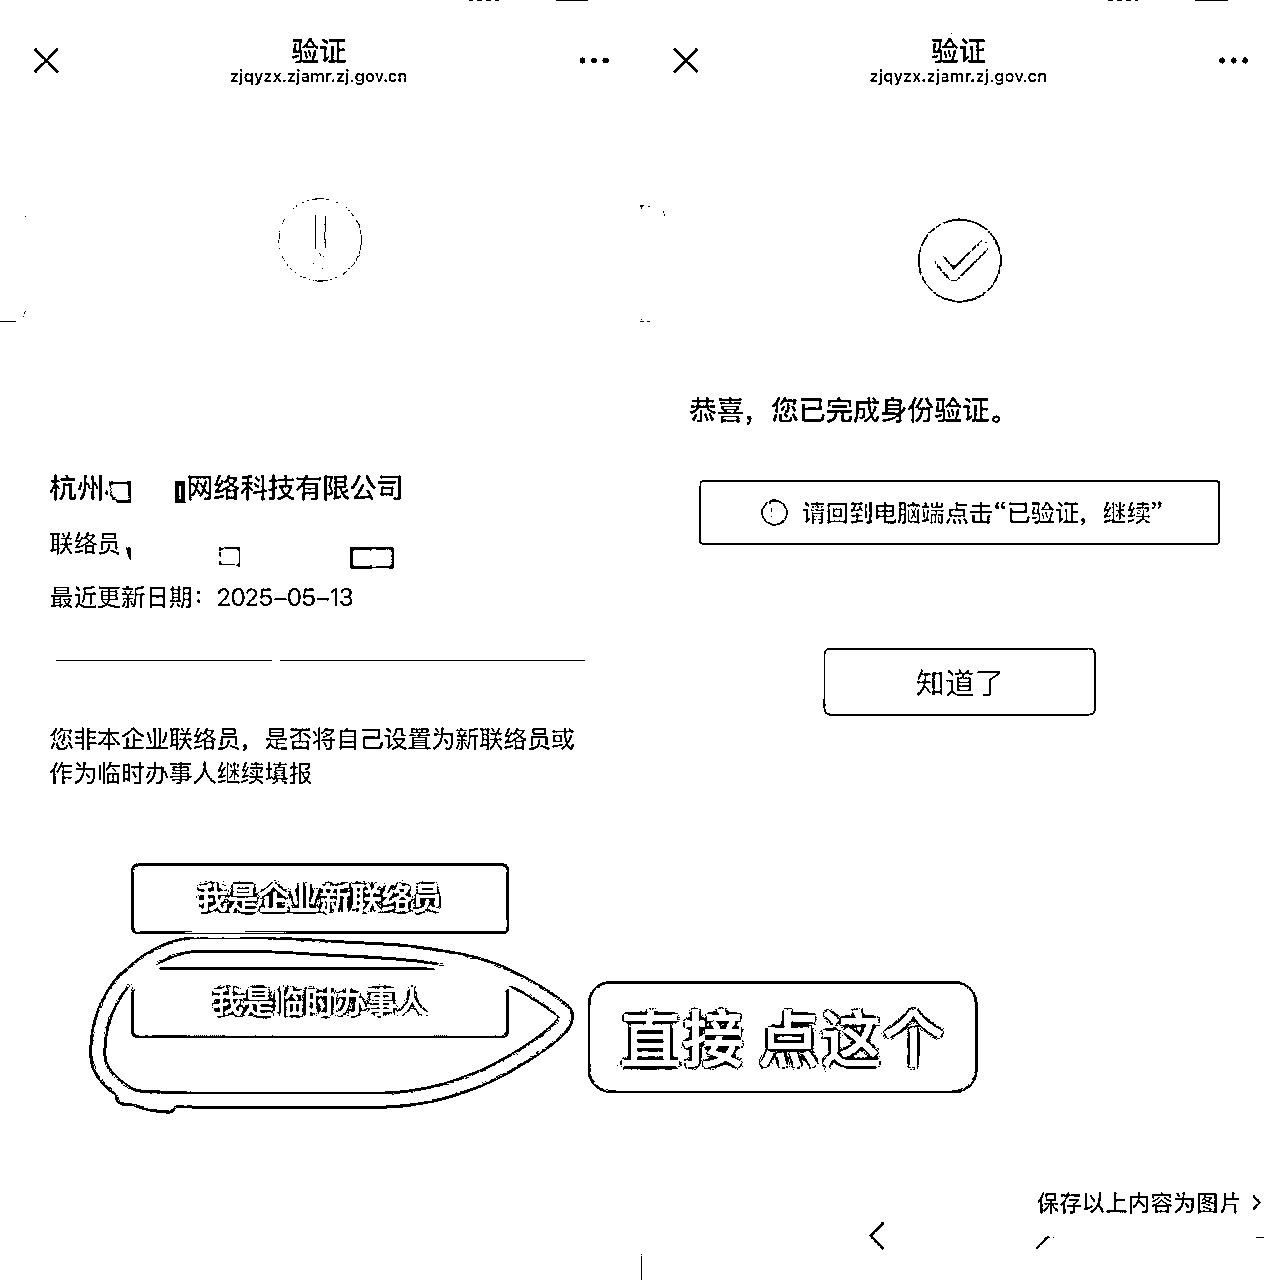 验证
zjqyzx.zjamr.zj.gov.cn
杭州
网络科技有限公司
联络员
最近更新日期：2025-05-13
您非本企业联络员，是否将自己设置为新联络员或
作为临时办事人继续填报
我是企业新联络员
我是临时办事人
直接 点这个
验证
zjqyzx.zjamr.zj.gov.cn
恭喜，您已完成身份验证。
请回到电脑端点击“已验证，继续”
知道了
保存以上内容为图片